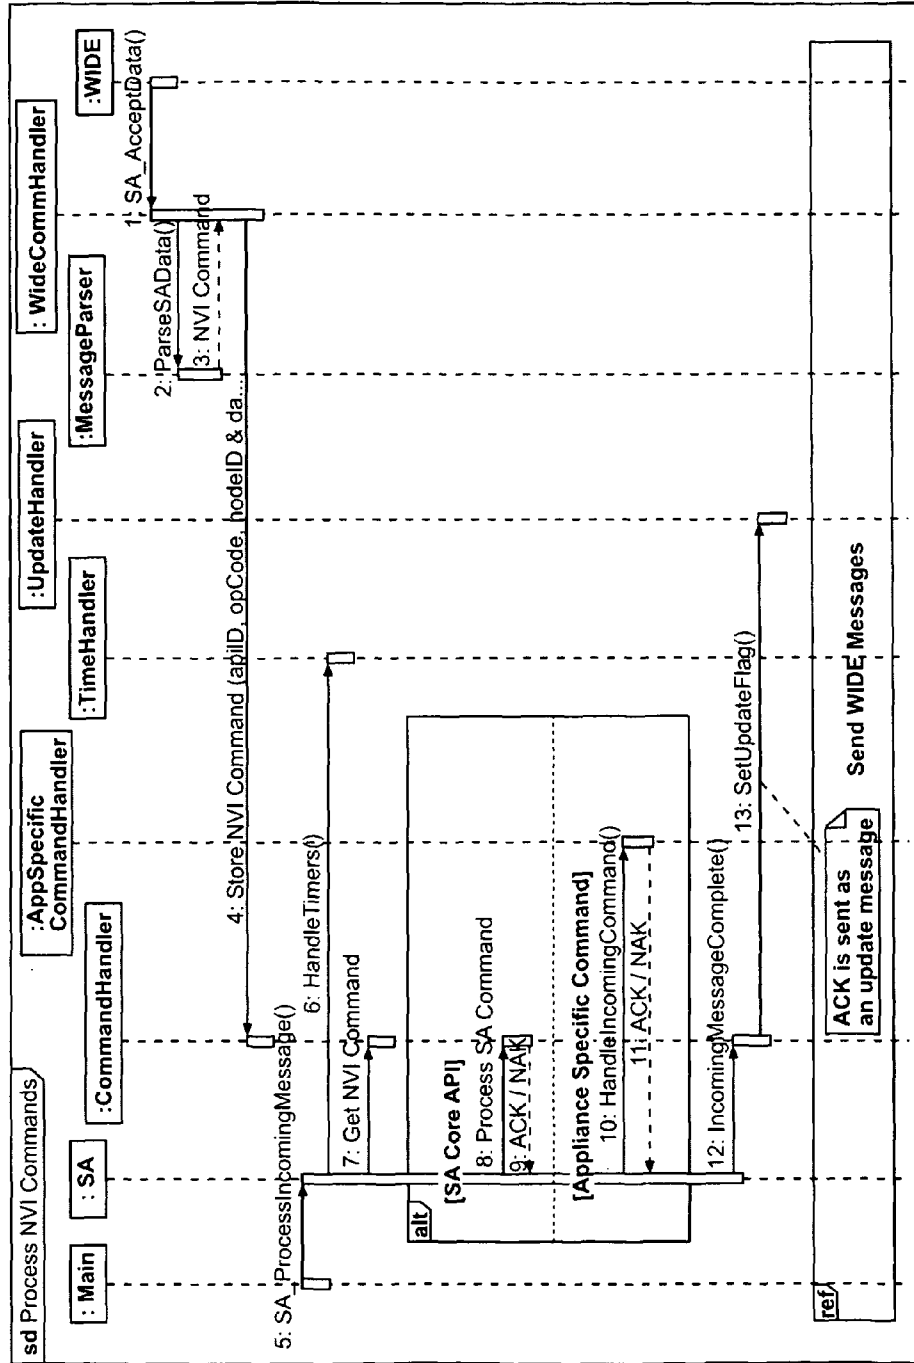 sd Process NVI Commands
: Main
: SA
:CommandHandler
:AppSpecific
CommandHandler
:TimeHandler
:UpdateHandler
:MessageParser
: WideCommHandler
:WIDE
1: SA_AcceptData()
2: ParseSAData()
3: NVI Command
4: Store NVI Command (apiID, opCode, nodeID & da...
5: SA_ProcessIncomingMessage()
6: HandleTimers()
7: Get NVI Command
alt
[SA Core API]
8: Process SA Command
9: ACK / NAK
[Appliance Specific Command]
10: HandleIncomingCommand()
11: ACK / NAK
12: IncomingMessageComplete()
13: SetUpdateFlag()
ref
ACK is sent as
an update message
Send WIDE Messages